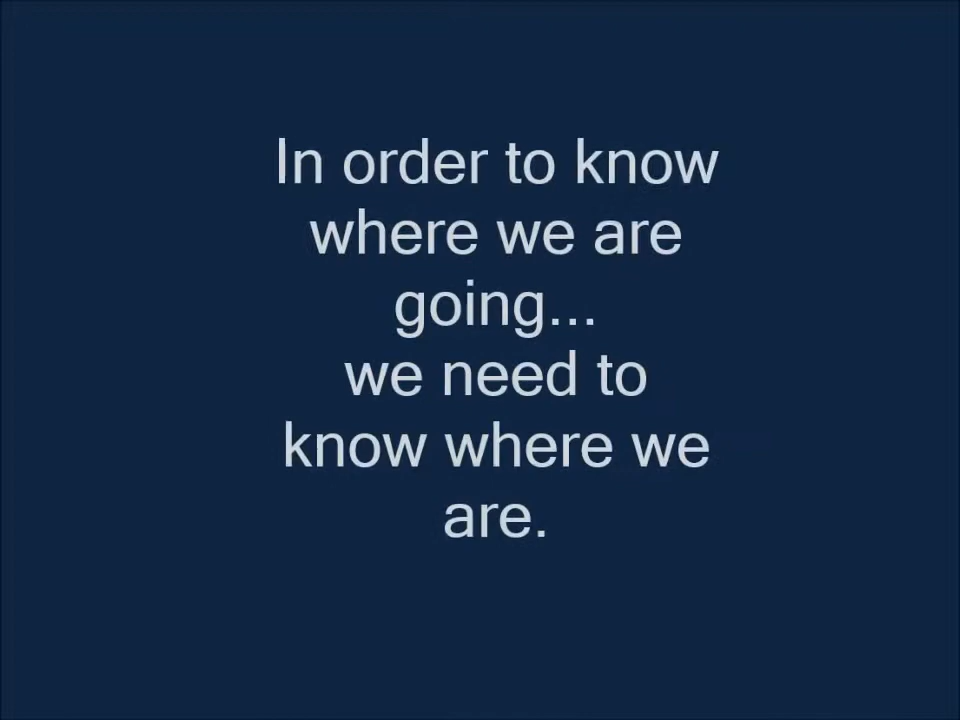 In order to know
where we are
going...
we need to
know where we
are.